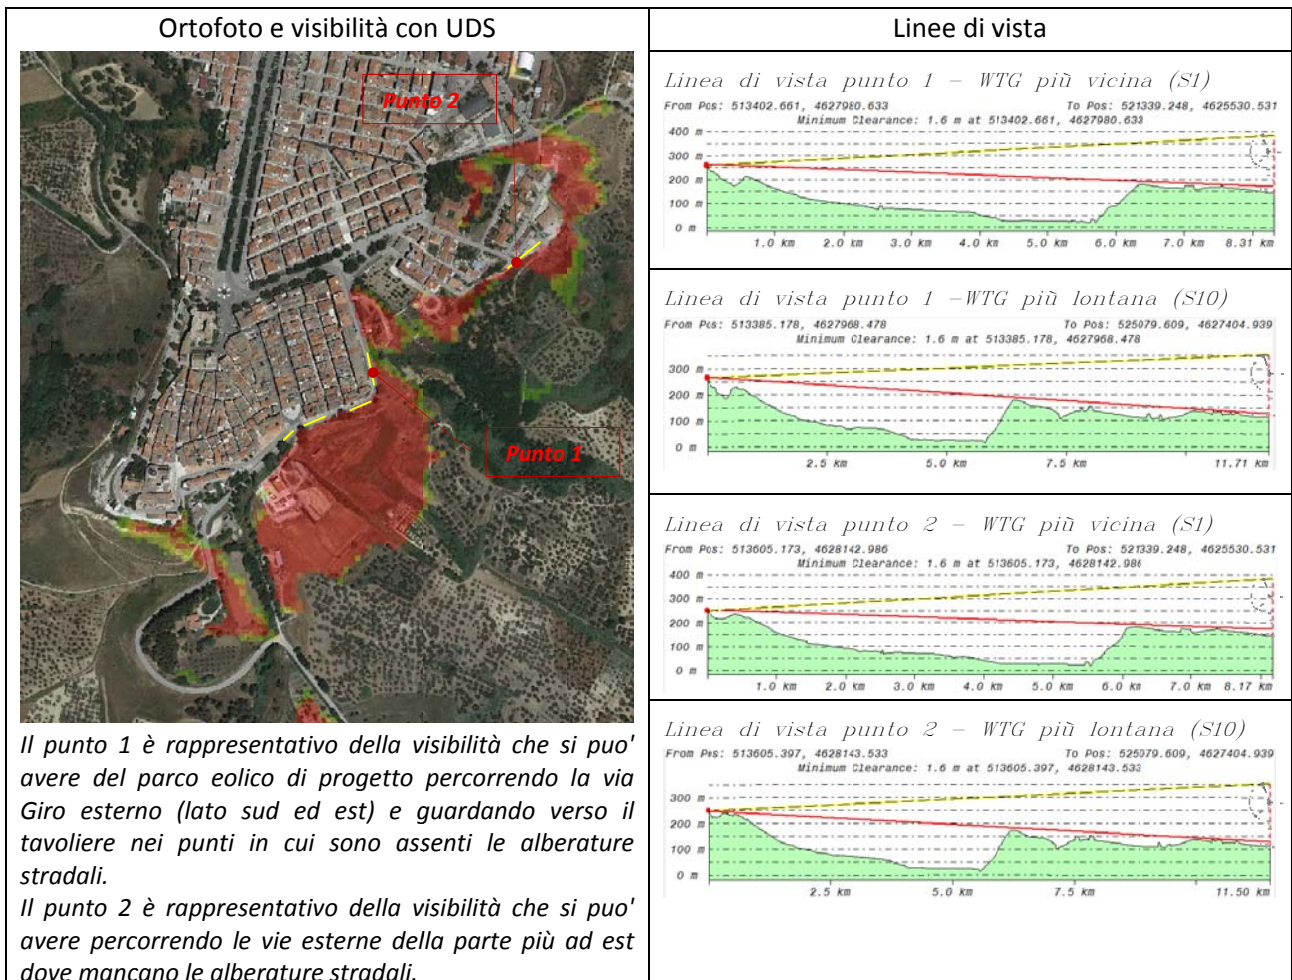 Ortofoto e visibilità con UDS
Punto 2
Punto 1
Il punto 1 è rappresentativo della visibilità che si puo'
avere del parco eolico di progetto percorrendo la via
Giro esterno (lato sud ed est) e guardando verso il
tavoliere nei punti in cui sono assenti le alberature
stradali.
Il punto 2 è rappresentativo della visibilità che si puo'
avere percorrendo le vie esterne della parte più ad est
dove mancano le alberature stradali.
Linee di vista
Linea di vista punto 1 – WTG più vicina (S1)
From Pos: 513402.661, 4627980.633 To Pos: 521339.248, 4625530.531
Minimum Clearance: 1.6 m at 513402.661, 4627980.633
400 m
300 m
200 m
100 m
0 m
1.0 km 2.0 km 3.0 km 4.0 km 5.0 km 6.0 km 7.0 km 8.31 km
Linea di vista punto 1 –WTG più lontana (S10)
From Pos: 513385.178, 4627968.478 To Pos: 525079.609, 4627404.939
Minimum Clearance: 1.6 m at 513385.178, 4627968.478
300 m
200 m
100 m
0 m
2.5 km 5.0 km 7.5 km 11.71 km
Linea di vista punto 2 – WTG più vicina (S1)
From Pos: 513605.173, 4628142.986 To Pos: 521339.248, 4625530.531
Minimum Clearance: 1.6 m at 513605.173, 4628142.986
400 m
300 m
200 m
100 m
0 m
1.0 km 2.0 km 3.0 km 4.0 km 5.0 km 6.0 km 7.0 km 8.17 km
Linea di vista punto 2 – WTG più lontana (S10)
From Pos: 513605.397, 4628143.533 To Pos: 525079.609, 4627404.939
Minimum Clearance: 1.6 m at 513605.397, 4628143.533
300 m
200 m
100 m
0 m
2.5 km 5.0 km 7.5 km 11.50 km